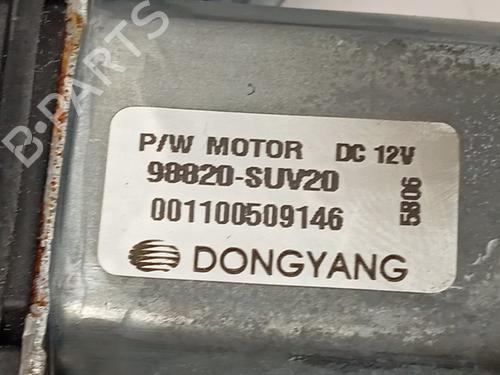 P/W MOTOR DC 12V
98820-SUV20
001100509146
5806
DONGYANG
B-PARTS